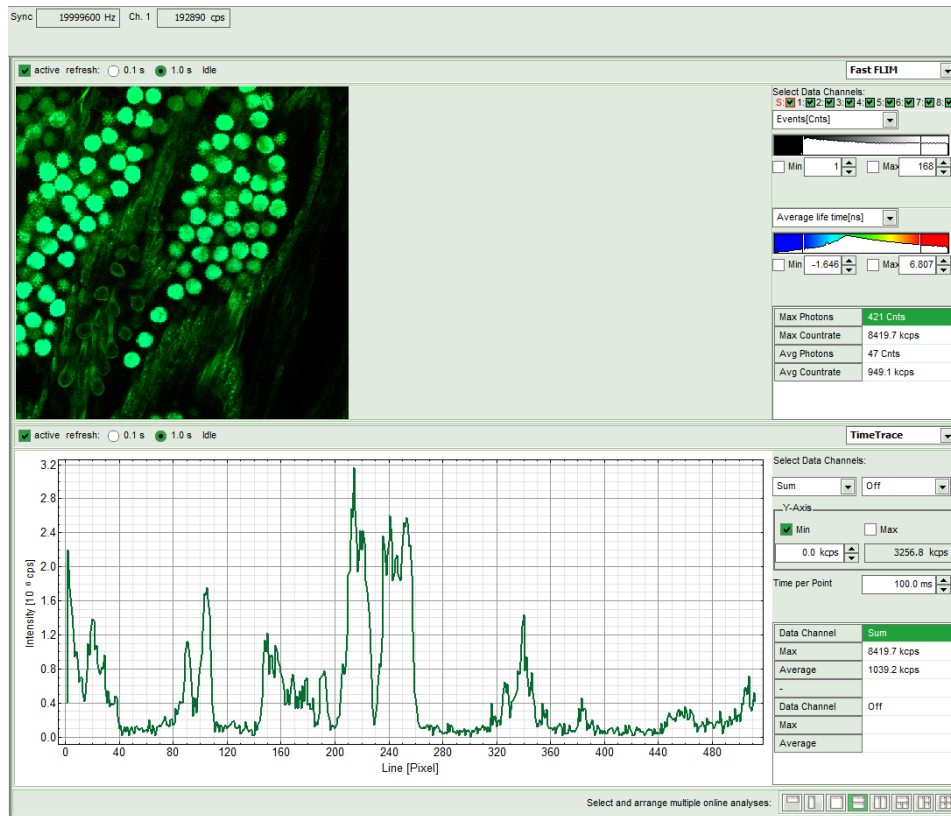 Sync 19999600 Hz Ch. 1 192890 cps
active refresh: 0.1 s 1.0 s Idle Fast FLIM
Select Data Channels:
S: 1: 2: 3: 4: 5: 6: 7: 8:
Events[Cnts]
Min 1 Max 168
Average life time[ns]
Min -1.646 Max 6.807
Max Photons 421 Cnts
Max Countrate 8419.7 kcps
Avg Photons 47 Cnts
Avg Countrate 949.1 kcps
active refresh: 0.1 s 1.0 s Idle TimeTrace
Select Data Channels:
Sum Off
Y-Axis
Min Max
0.0 kcps 3256.8 kcps
Time per Point 100.0 ms
Data Channel Sum
Max 8419.7 kcps
Average 1039.2 kcps
-
Data Channel Off
Max
Average
Intensity [10 6 cps]
3.2
2.8
2.4
2.0
1.6
1.2
0.8
0.4
0.0
0 40 80 120 160 200 240 280 320 360 400 440 480
Line [Pixel]
Select and arrange multiple online analyses: